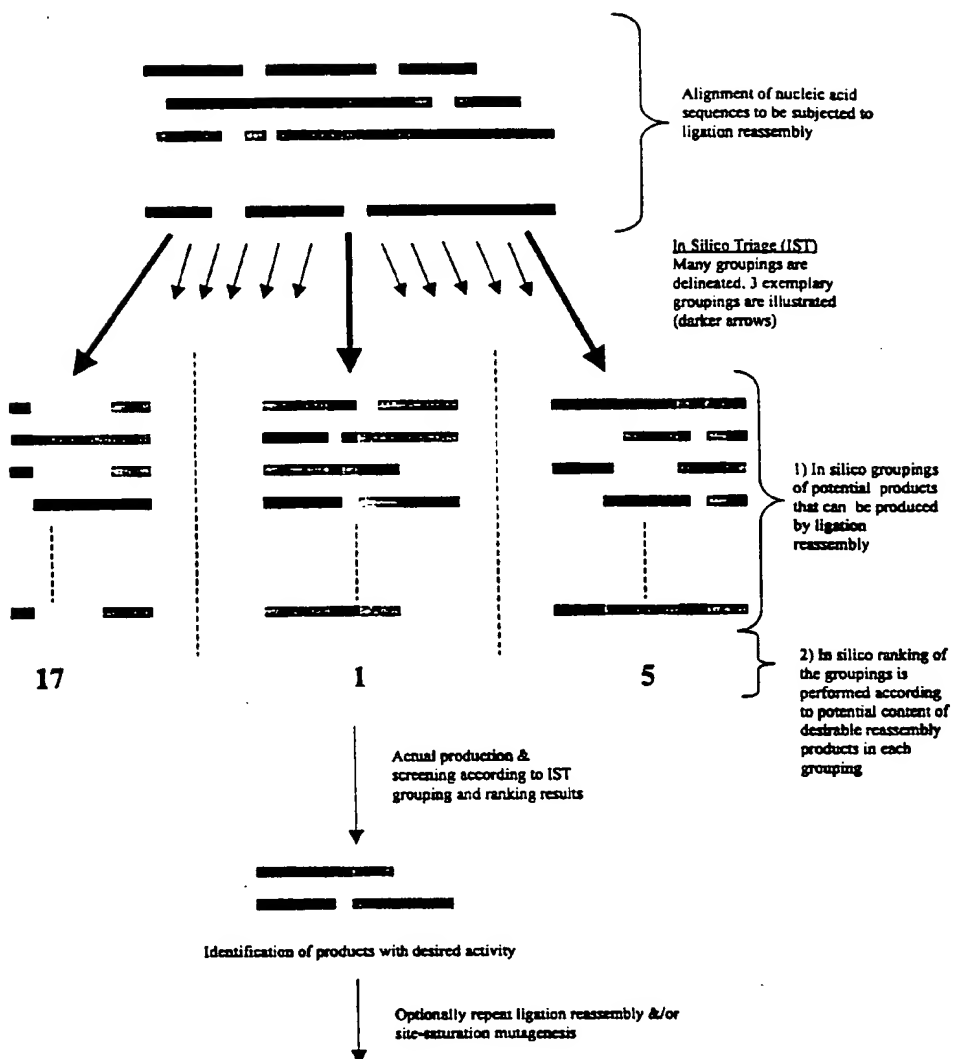 Alignment of nucleic acid
sequences to be subjected to
ligation reassembly
In Silico Triage (IST)
Many groupings are
delineated. 3 exemplary
groupings are illustrated
(darker arrows)
1) In silico groupings
of potential products
that can be produced
by ligation
reassembly
17
1
5
2) In silico ranking of
the groupings is
performed according
to potential content of
desirable reassembly
products in each
grouping
Actual production &
screening according to IST
grouping and ranking results
Identification of products with desired activity
Optionally repeat ligation reassembly &/or
site-saturation mutagenesis